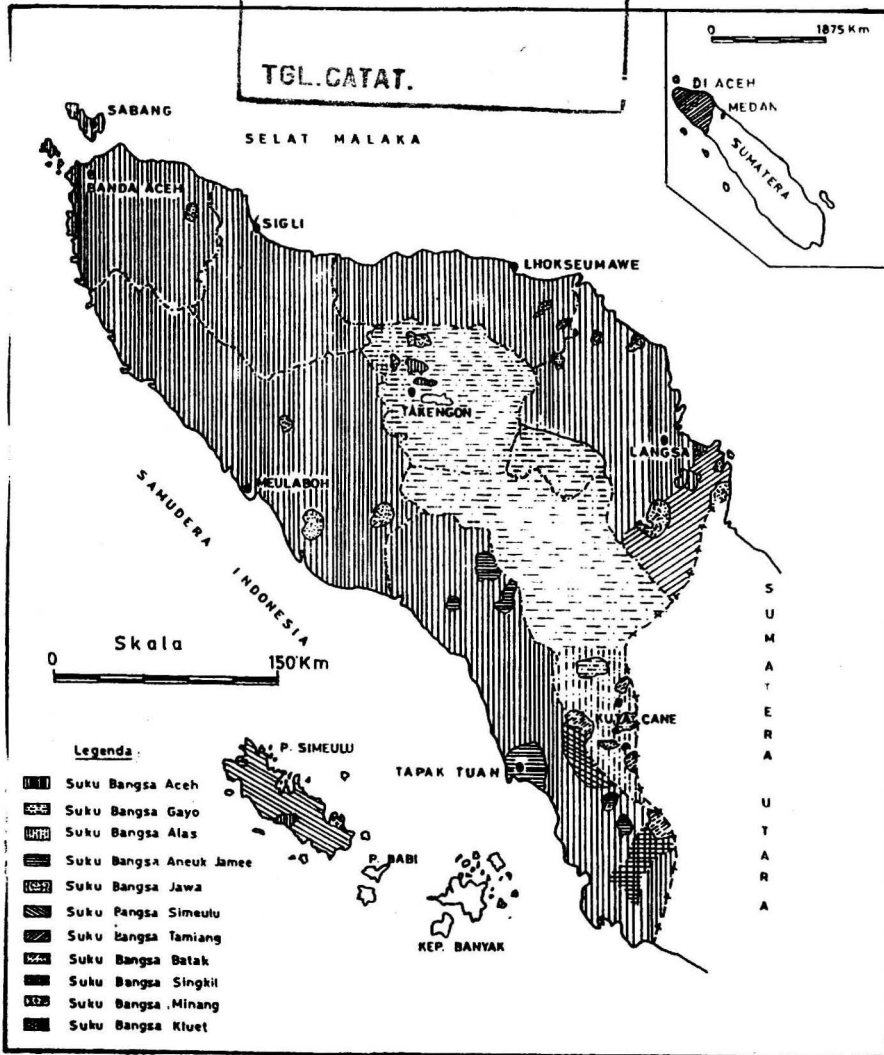 TGL.CATAT.
0 1875 Km
DI ACEH
MEDAN
SUMATERA
SABANG
SELAT MALAKA
BANDA ACEH
SIGLI
LHOKSEUMAWE
TAKENGON
LANGSA
MEULABOH
SAMUDERA INDONESIA
SUMATERA UTARA
Skala
0 150 Km
KUTA CANE
TAPAK TUAN
P. SIMEULU
P. BABI
KEP. BANYAK
Legenda :
Suku Bangsa Aceh
Suku Bangsa Gayo
Suku Bangsa Alas
Suku Bangsa Aneuk Jamee
Suku Bangsa Jawa
Suku Bangsa Simeulu
Suku Bangsa Tamiang
Suku Bangsa Batak
Suku Bangsa Singkil
Suku Bangsa Minang
Suku Bangsa Kluet